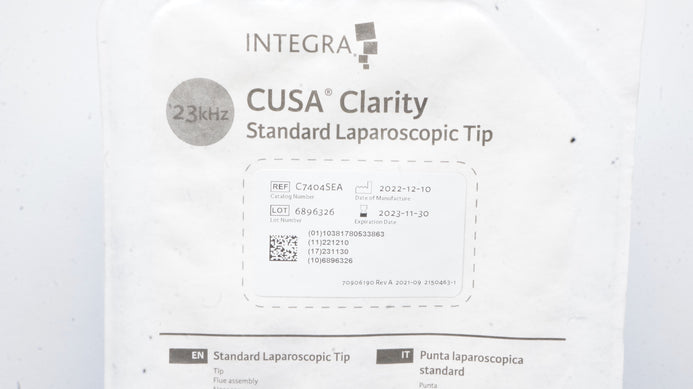 INTEGRA
23kHz
CUSA® Clarity
Standard Laparoscopic Tip
REF C7404SEA
Catalog Number
2022-12-10
Date of Manufacture
LOT 6896326
Lot Number
2023-11-30
Expiration Date
(01)10381780533863
(11)221210
(17)231130
(10)6896326
70906190 Rev A 2021-09 2150463-1
EN Standard Laparoscopic Tip
Tip
Flue assembly
IT Punta laparoscopica
standard
Punta